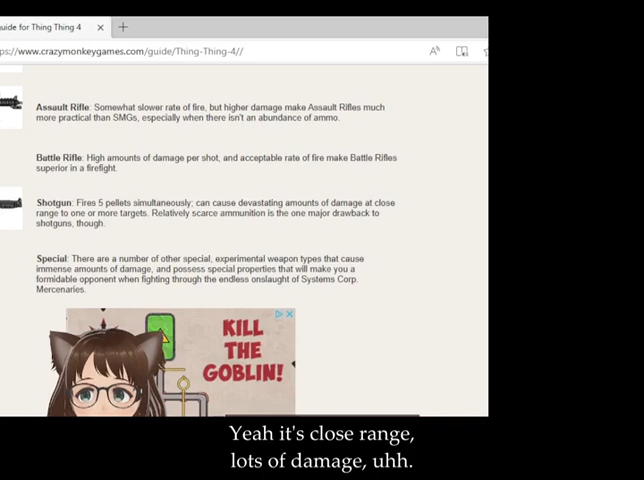 uide for Thing Thing 4
ps://www.crazymonkeygames.com/guide/Thing-Thing-4//
Assault Rifle: Somewhat slower rate of fire, but higher damage make Assault Rifles much
more practical than SMGs, especially when there isn't an abundance of ammo.
Battle Rifle: High amounts of damage per shot, and acceptable rate of fire make Battle Rifles
superior in a firefight.
Shotgun: Fires 5 pellets simultaneously; can cause devastating amounts of damage at close
range to one or more targets. Relatively scarce ammunition is the one major drawback to
shotguns, though.
Special: There are a number of other special, experimental weapon types that cause
immense amounts of damage, and possess special properties that will make you a
formidable opponent when fighting through the endless onslaught of Systems Corp.
Mercenaries.
KILL
THE
GOBLIN!
Yeah it's close range,
lots of damage, uhh.